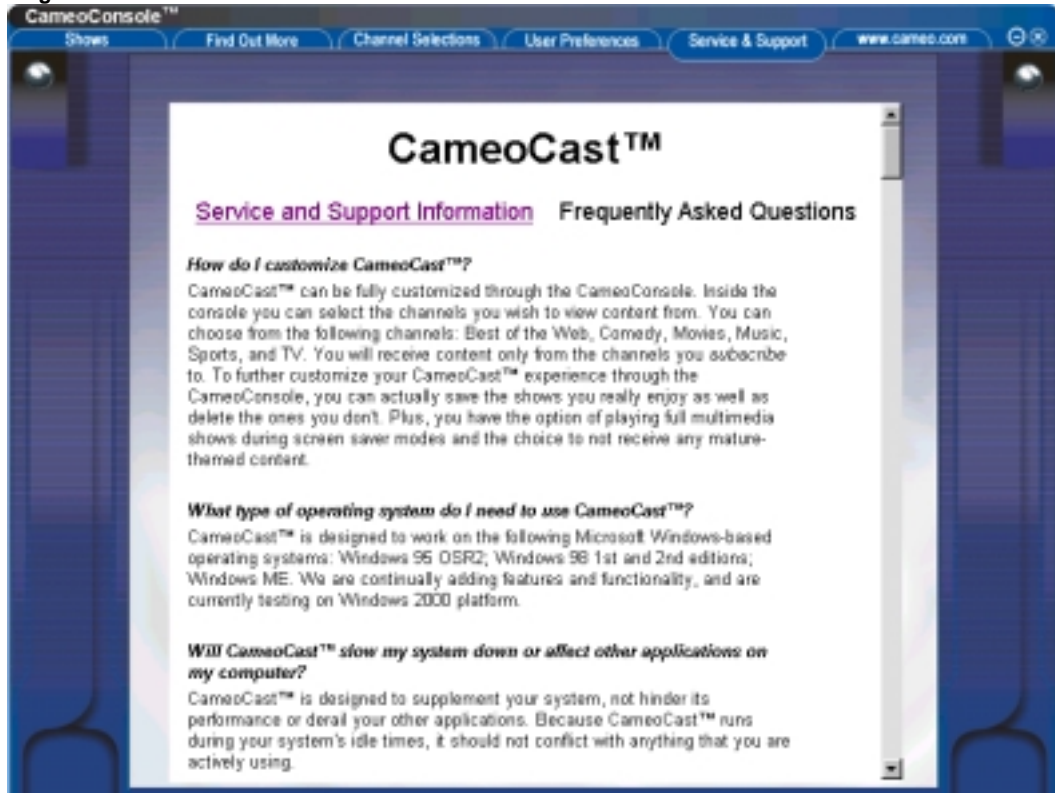 CameoConsole™
Shows Find Out More Channel Selections User Preferences Service & Support www.cameo.com
CameoCast™
Service and Support Information Frequently Asked Questions
How do I customize CameoCast™?
CameoCast™ can be fully customized through the CameoConsole. Inside the
console you can select the channels you wish to view content from. You can
choose from the following channels: Best of the Web, Comedy, Movies, Music,
Sports, and TV. You will receive content only from the channels you subscribe
to. To further customize your CameoCast™ experience through the
CameoConsole, you can actually save the shows you really enjoy as well as
delete the ones you don't. Plus, you have the option of playing full multimedia
shows during screen saver modes and the choice to not receive any mature-
themed content.
What type of operating system do I need to use CameoCast™?
CameoCast™ is designed to work on the following Microsoft Windows-based
operating systems: Windows 95 OSR2; Windows 98 1st and 2nd editions;
Windows ME. We are continually adding features and functionality, and are
currently testing on Windows 2000 platform.
Will CameoCast™ slow my system down or affect other applications on
my computer?
CameoCast™ is designed to supplement your system, not hinder its
performance or derail your other applications. Because CameoCast™ runs
during your system's idle times, it should not conflict with anything that you are
actively using.